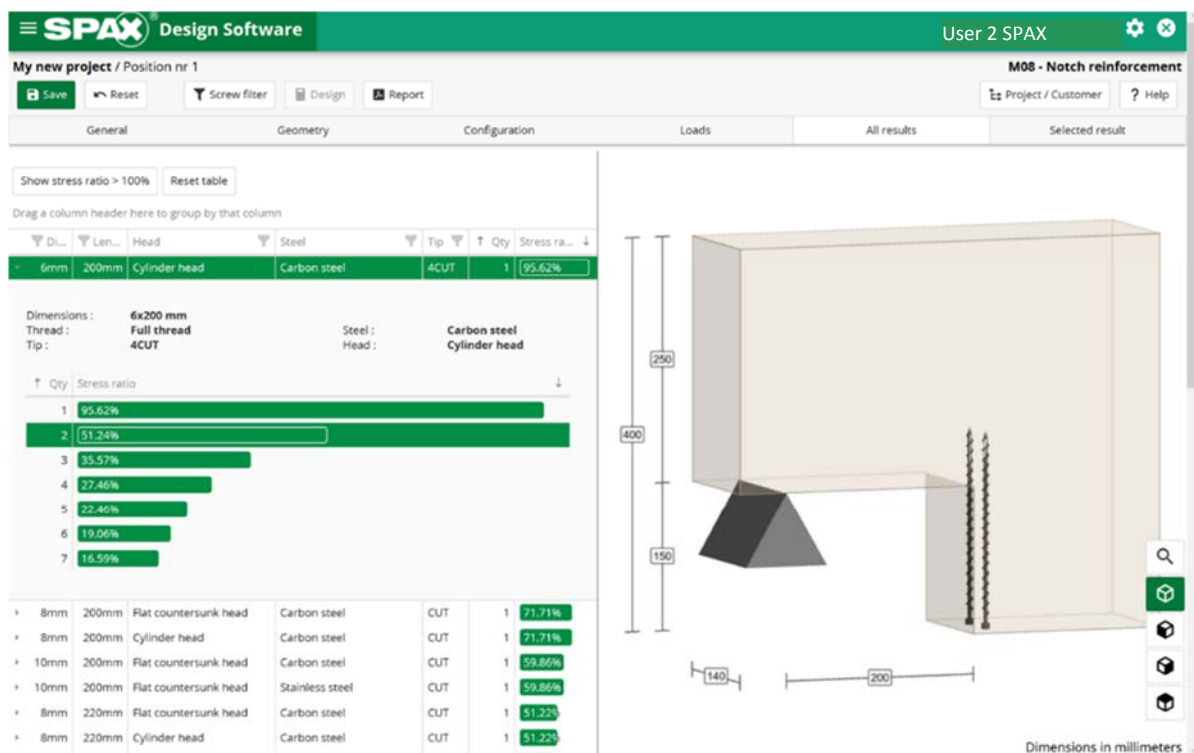 SPAX® Design Software
User 2 SPAX
My new project / Position nr 1
M08 - Notch reinforcement
Save
Reset
Screw filter
Design
Report
Project / Customer
? Help
General
Geometry
Configuration
Loads
All results
Selected result
Show stress ratio > 100%
Reset table
Drag a column header here to group by that column
Di... Len... Head Steel Tip ↑ Qty Stress ra... ↓
6mm 200mm Cylinder head Carbon steel 4CUT 1 95.62%
Dimensions : 6x200 mm
Thread : Full thread Steel : Carbon steel
Tip : 4CUT Head : Cylinder head
↑ Qty Stress ratio ↓
1 95.62%
2 51.24%
3 35.57%
4 27.46%
5 22.46%
6 19.06%
7 16.59%
8mm 200mm Flat countersunk head Carbon steel CUT 1 71.71%
8mm 200mm Cylinder head Carbon steel CUT 1 71.71%
10mm 200mm Flat countersunk head Carbon steel CUT 1 59.86%
10mm 200mm Flat countersunk head Stainless steel CUT 1 59.86%
8mm 220mm Flat countersunk head Carbon steel CUT 1 51.22%
8mm 220mm Cylinder head Carbon steel CUT 1 51.22%
250
400
150
140
200
Dimensions in millimeters